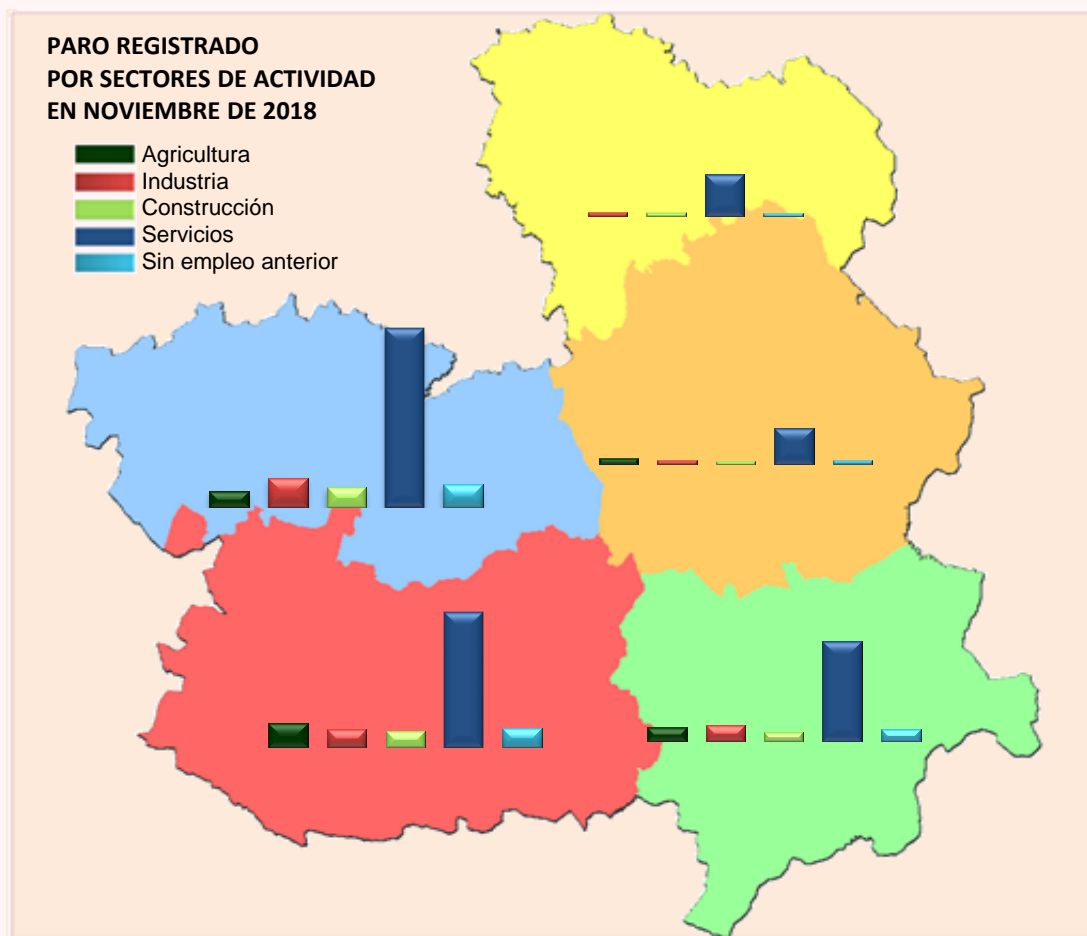 PARO REGISTRADO
POR SECTORES DE ACTIVIDAD
EN NOVIEMBRE DE 2018
Agricultura
Industria
Construcción
Servicios
Sin empleo anterior